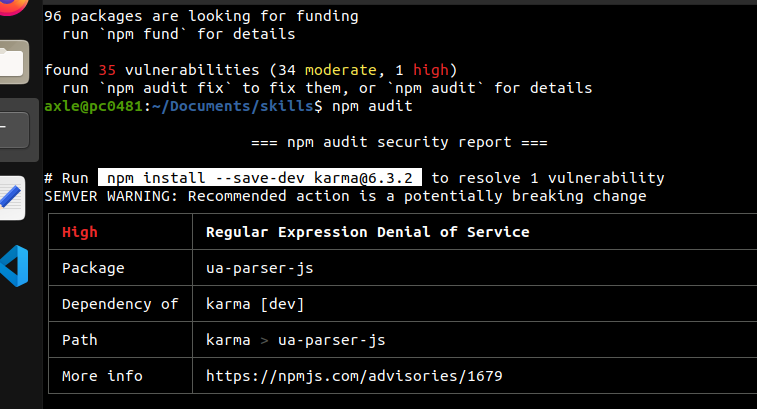 96 packages are looking for funding
run `npm fund` for details
found 35 vulnerabilities (34 moderate, 1 high)
run `npm audit fix` to fix them, or `npm audit` for details
axle@pc0481:~/Documents/skills$ npm audit
=== npm audit security report ===
# Run npm install --save-dev karma@6.3.2 to resolve 1 vulnerability
SEMVER WARNING: Recommended action is a potentially breaking change
High Regular Expression Denial of Service
Package ua-parser-js
Dependency of karma [dev]
Path karma > ua-parser-js
More info https://npmjs.com/advisories/1679